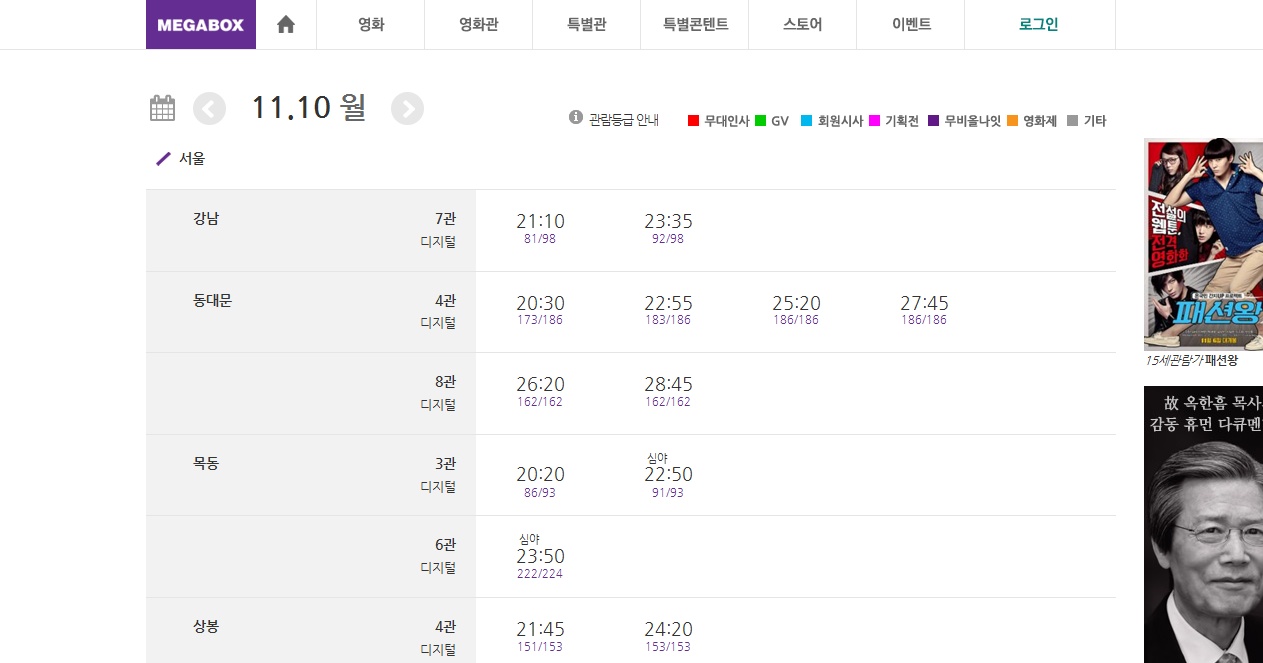 MEGABOX 영화 영화관 특별관 특별콘텐트 스토어 이벤트 로그인
11.10 월
관람등급 안내 무대인사 GV 회원시사 기획전 무비올나잇 영화제 기타
서울
강남 7관 21:10 23:35
디지털 81/98 92/98
동대문 4관 20:30 22:55 25:20 27:45
디지털 173/186 183/186 186/186 186/186
8관 26:20 28:45
디지털 162/162 162/162
심야
목동 3관 20:20 22:50
디지털 86/93 91/93
심야
6관 23:50
디지털 222/224
상봉 4관 21:45 24:20
디지털 151/153 153/153
전설의
웹툰,
전격
영화화
패션왕
15세관람가 패션왕
故 옥한흠 목사
감동 휴먼 다큐멘